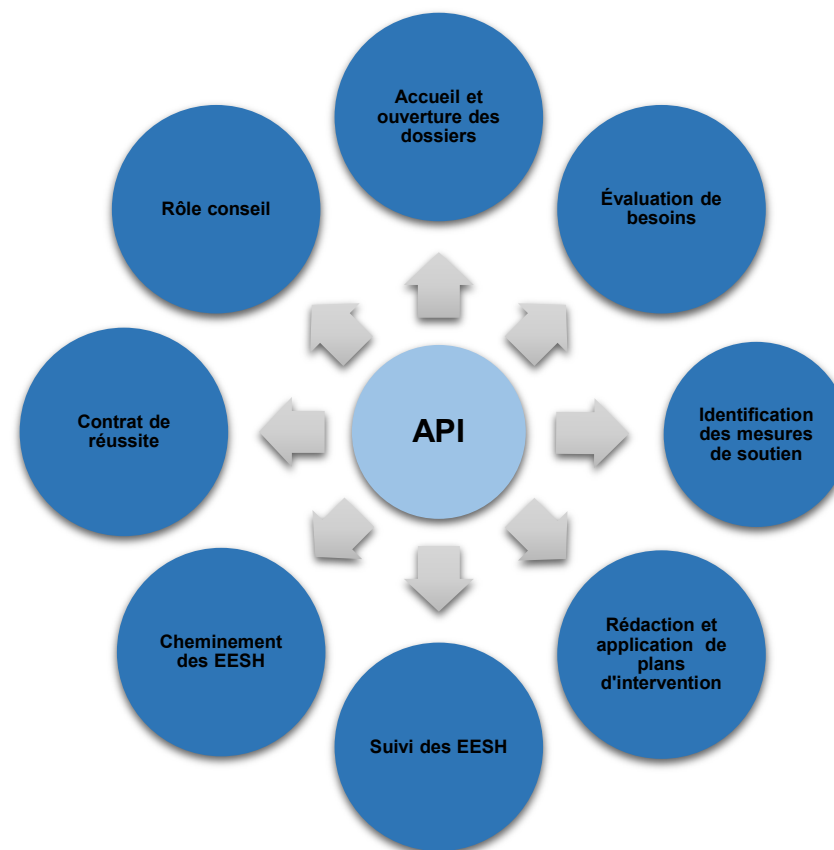 Accueil et
ouverture des
dossiers
Évaluation de
besoins
Identification
des mesures
de soutien
Rédaction et
application de
plans
d'intervention
Suivi des EESH
Cheminement
des EESH
Contrat de
réussite
Rôle conseil
API